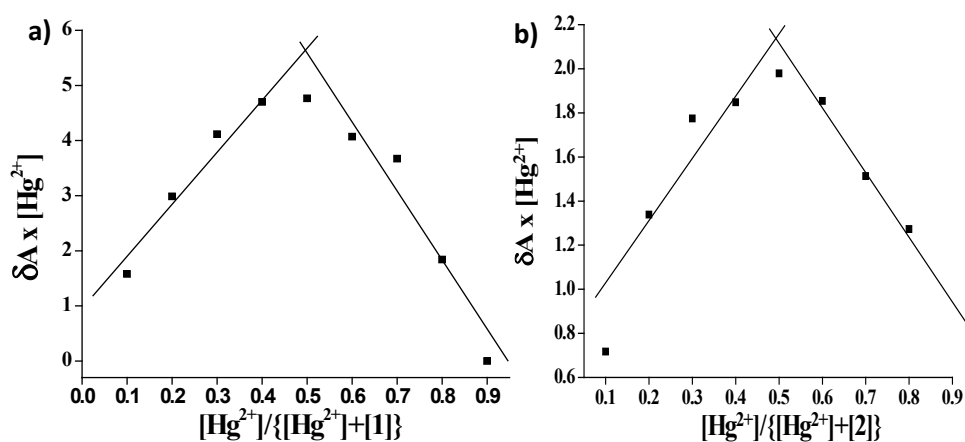 a)
δA x [Hg²⁺]
6
5
4
3
2
1
0
0.0 0.1 0.2 0.3 0.4 0.5 0.6 0.7 0.8 0.9
[Hg²⁺]/{[Hg²⁺]+[1]}
b)
δA x [Hg²⁺]
2.2
2.0
1.8
1.6
1.4
1.2
1.0
0.8
0.6
0.1 0.2 0.3 0.4 0.5 0.6 0.7 0.8 0.9
[Hg²⁺]/{[Hg²⁺]+[2]}